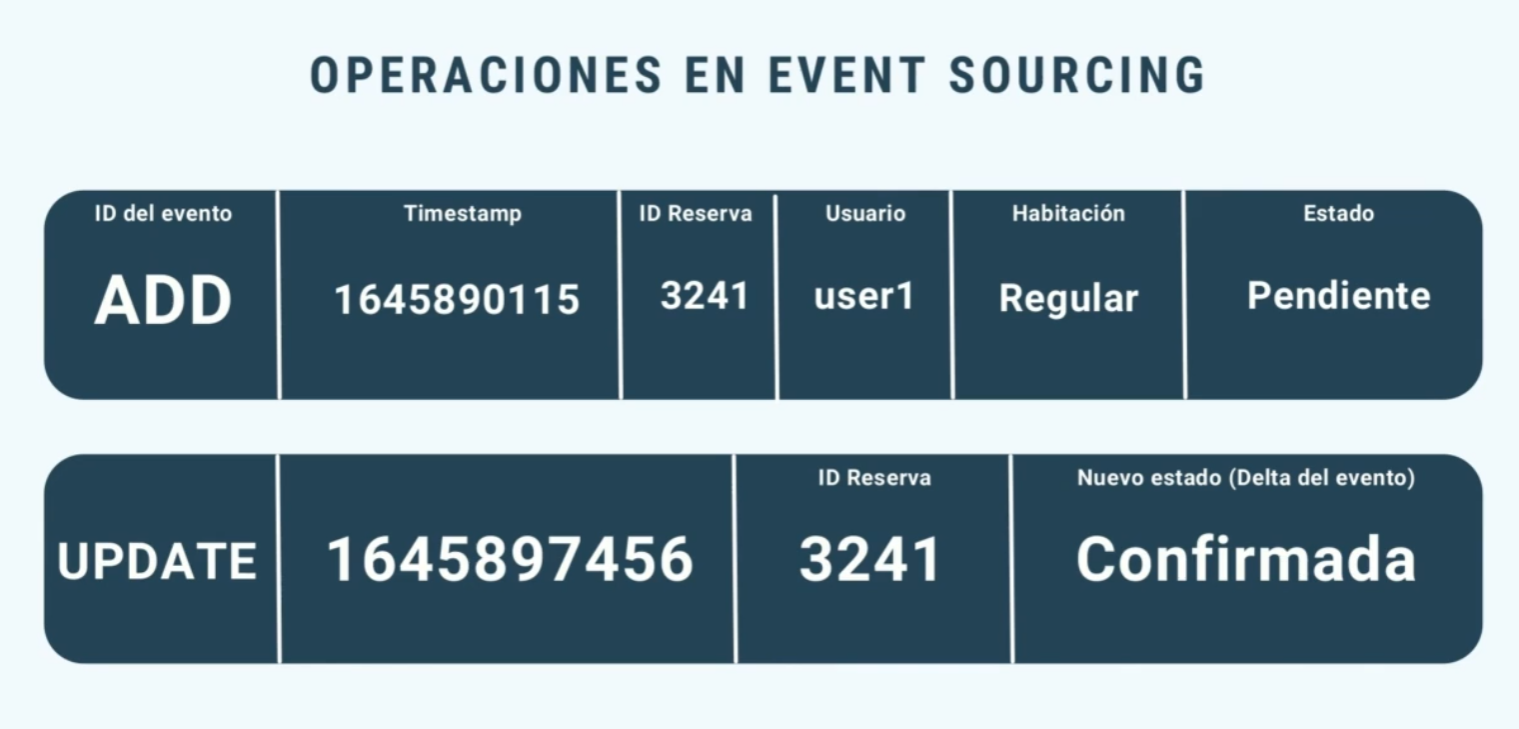 OPERACIONES EN EVENT SOURCING
ID del evento Timestamp ID Reserva Usuario Habitación Estado
ADD 1645890115 3241 user1 Regular Pendiente
ID Reserva Nuevo estado (Delta del evento)
UPDATE 1645897456 3241 Confirmada